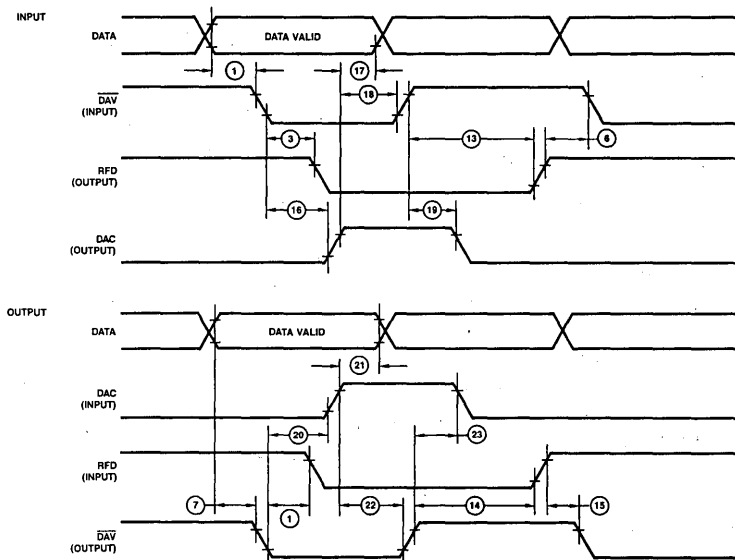 INPUT
DATA
DATA VALID
1
17
18
DAV
(INPUT)
3
13
6
RFD
(OUTPUT)
16
19
DAC
(OUTPUT)
OUTPUT
DATA
DATA VALID
21
DAC
(INPUT)
20
23
RFD
(INPUT)
7
1
22
14
15
DAV
(OUTPUT)